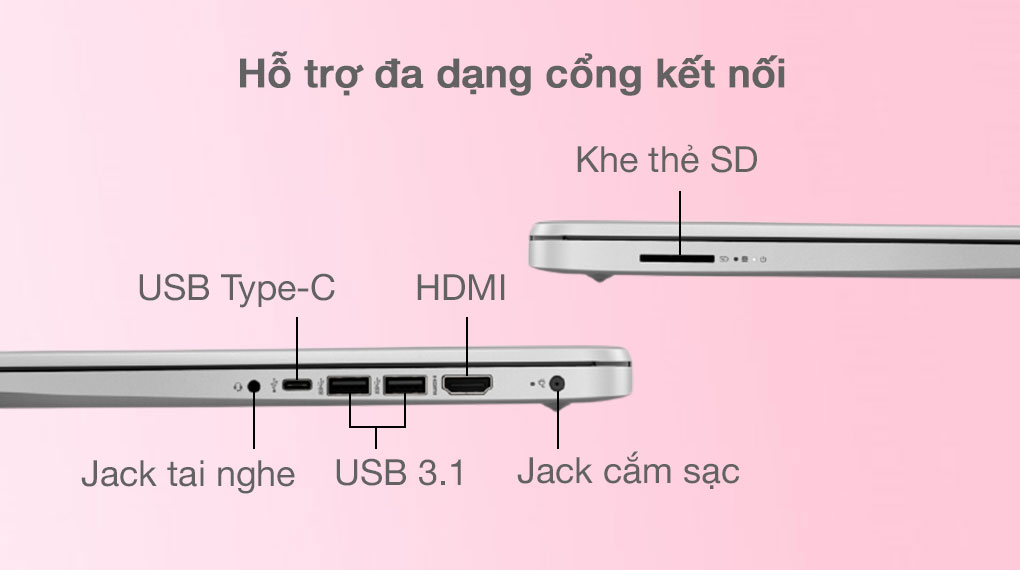 Hỗ trợ đa dạng cổng kết nối
Khe thẻ SD
SD
USB Type-C
HDMI
HDMI
Jack tai nghe
USB 3.1
Jack cắm sạc